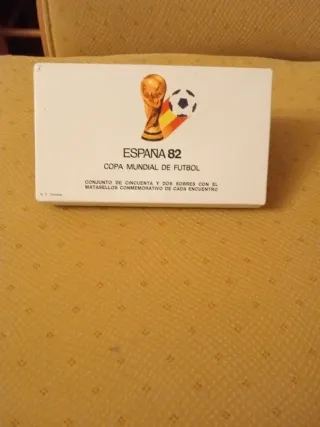 ESPAÑA 82
COPA MUNDIAL DE FUTBOL
CONJUNTO DE CINCUENTA Y DOS SOBRES CON EL
MATASELLOS CONMEMORATIVO DE CADA ENCUENTRO